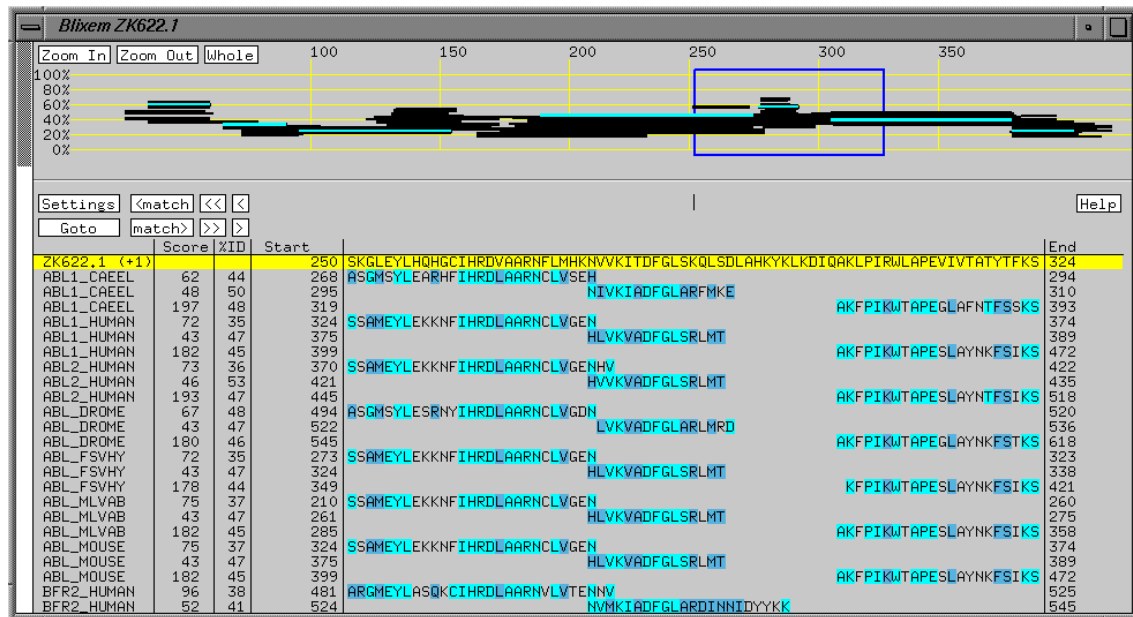 Blixem ZK622.1
Zoom In Zoom Out Whole 100 150 200 250 300 350
100%
80%
60%
40%
20%
0%
Settings <match << < Help
Goto match> >> >
Score %ID Start End
ZK622.1 (+1) 250 SKGLEYLHQHGCIHRDVAARNFLMHKNVVKITDFGLSKQLSDLAHKYKLKDIQAKLPIRWLAPEVIVTATYTFKS 324
ABL1_CAEEL 62 44 268 ASGMSYLEARHFIHRDLAARNCLVSEH 294
ABL1_CAEEL 48 50 295 NIVKIADFGLARFMKE 310
ABL1_CAEEL 197 48 319 AKFPIKWTAPEGLAFNTFSSKS 393
ABL1_HUMAN 72 35 324 SSAMEYLEKKNFIHRDLAARNCLVGEN 374
ABL1_HUMAN 43 47 375 HLVKVADFGLSRLMT 389
ABL1_HUMAN 182 45 399 AKFPIKWTAPESLAYNKFSIKS 472
ABL2_HUMAN 73 36 370 SSAMEYLEKKNFIHRDLAARNCLVGENHV 422
ABL2_HUMAN 46 53 421 HVVKVADFGLSRLMT 435
ABL2_HUMAN 193 47 445 AKFPIKWTAPESLAYNTFSIKS 518
ABL_DROME 67 48 494 ASGMSYLESRNYIHRDLAARNCLVGDN 520
ABL_DROME 43 47 522 LVKVADFGLARLMRD 536
ABL_DROME 180 46 545 AKFPIKWTAPEGLAYNKFSTKS 618
ABL_FSVHY 72 35 273 SSAMEYLEKKNFIHRDLAARNCLVGEN 323
ABL_FSVHY 43 47 324 HLVKVADFGLSRLMT 338
ABL_FSVHY 178 44 349 KFPIKWTAPESLAYNKFSIKS 421
ABL_MLVAB 75 37 210 SSAMEYLEKKNFIHRDLAARNCLVGEN 260
ABL_MLVAB 43 47 261 HLVKVADFGLSRLMT 275
ABL_MLVAB 182 45 285 AKFPIKWTAPESLAYNKFSIKS 358
ABL_MOUSE 75 37 324 SSAMEYLEKKNFIHRDLAARNCLVGEN 374
ABL_MOUSE 43 47 375 HLVKVADFGLSRLMT 389
ABL_MOUSE 182 45 399 AKFPIKWTAPESLAYNKFSIKS 472
BFR2_HUMAN 96 38 481 ARGMEYLASQKCIHRDLAARNVLVTENNV 525
BFR2_HUMAN 52 41 524 NVMKIADFGLARDINNIDYYKK 545